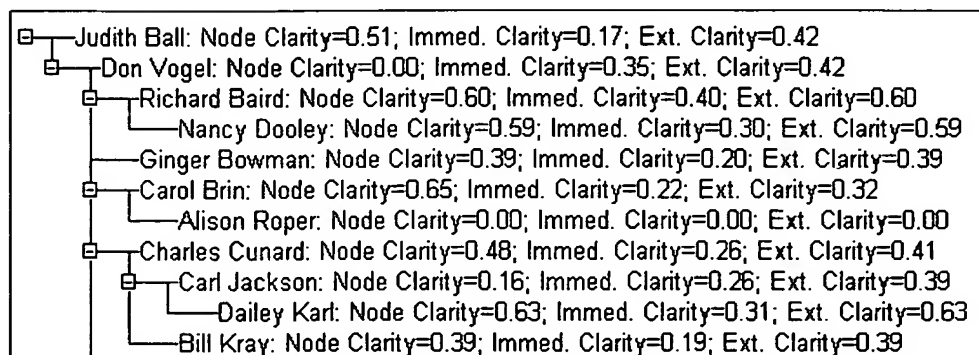 Judith Ball: Node Clarity=0.51; Immed. Clarity=0.17; Ext. Clarity=0.42
Don Vogel: Node Clarity=0.00; Immed. Clarity=0.35; Ext. Clarity=0.42
Richard Baird: Node Clarity=0.60; Immed. Clarity=0.40; Ext. Clarity=0.60
Nancy Dooley: Node Clarity=0.59; Immed. Clarity=0.30; Ext. Clarity=0.59
Ginger Bowman: Node Clarity=0.39; Immed. Clarity=0.20; Ext. Clarity=0.39
Carol Brin: Node Clarity=0.65; Immed. Clarity=0.22; Ext. Clarity=0.32
Alison Roper: Node Clarity=0.00; Immed. Clarity=0.00; Ext. Clarity=0.00
Charles Cunard: Node Clarity=0.48; Immed. Clarity=0.26; Ext. Clarity=0.41
Carl Jackson: Node Clarity=0.16; Immed. Clarity=0.26; Ext. Clarity=0.39
Dailey Karl: Node Clarity=0.63; Immed. Clarity=0.31; Ext. Clarity=0.63
Bill Kray: Node Clarity=0.39; Immed. Clarity=0.19; Ext. Clarity=0.39